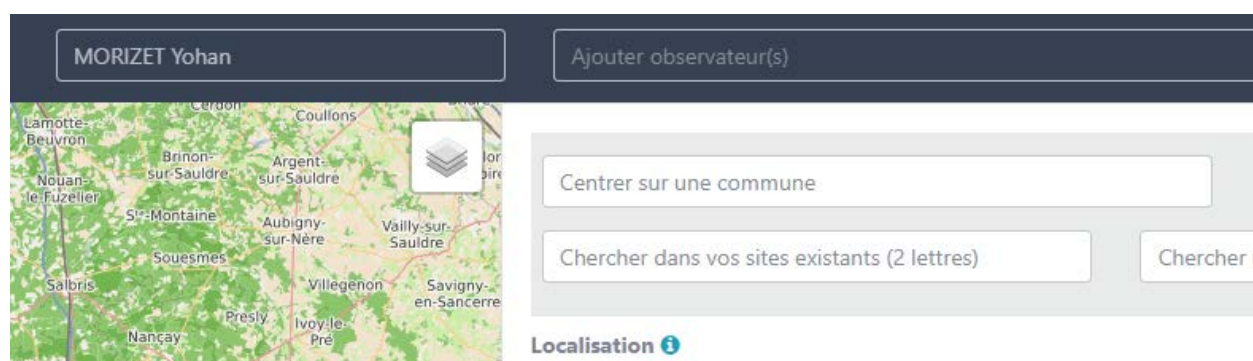 MORIZET Yohan
Ajouter observateur(s)
Cerdon
Coullons
Lamotte-
Beuvron
Brinon-
sur-Sauldre
Argent-
sur-Sauldre
Nouan-
le-Fuzelier
Ste-Montaine
Aubigny-
sur-Nère
Vailly-sur-
Sauldre
Souesmes
Salbris
Villegenon
Savigny-
en-Sancerre
Presly
Ivoy-le-
Pré
Nançay
Centrer sur une commune
Chercher dans vos sites existants (2 lettres)
Chercher
Localisation